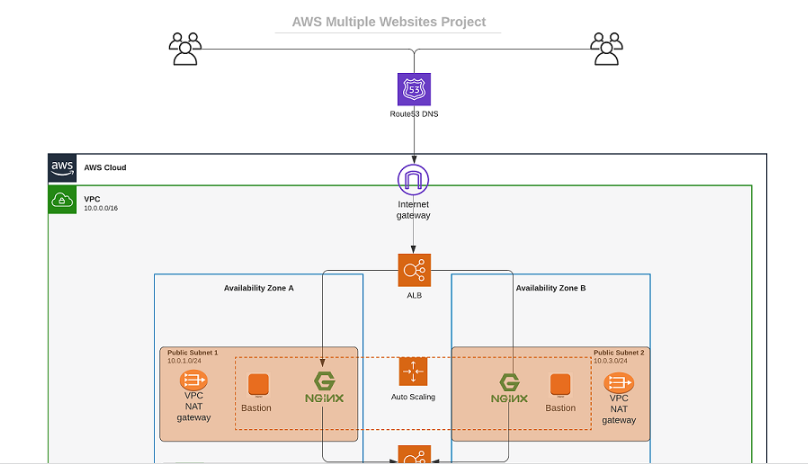 AWS Multiple Websites Project
53
Route53 DNS
aws
AWS Cloud
VPC
10.0.0.0/16
Internet
gateway
ALB
Availability Zone A
Availability Zone B
Public Subnet 1
10.0.1.0/24
VPC
NAT
gateway
Bastion
NGINX
Auto Scaling
Public Subnet 2
10.0.3.0/24
NGINX
Bastion
VPC
NAT
gateway